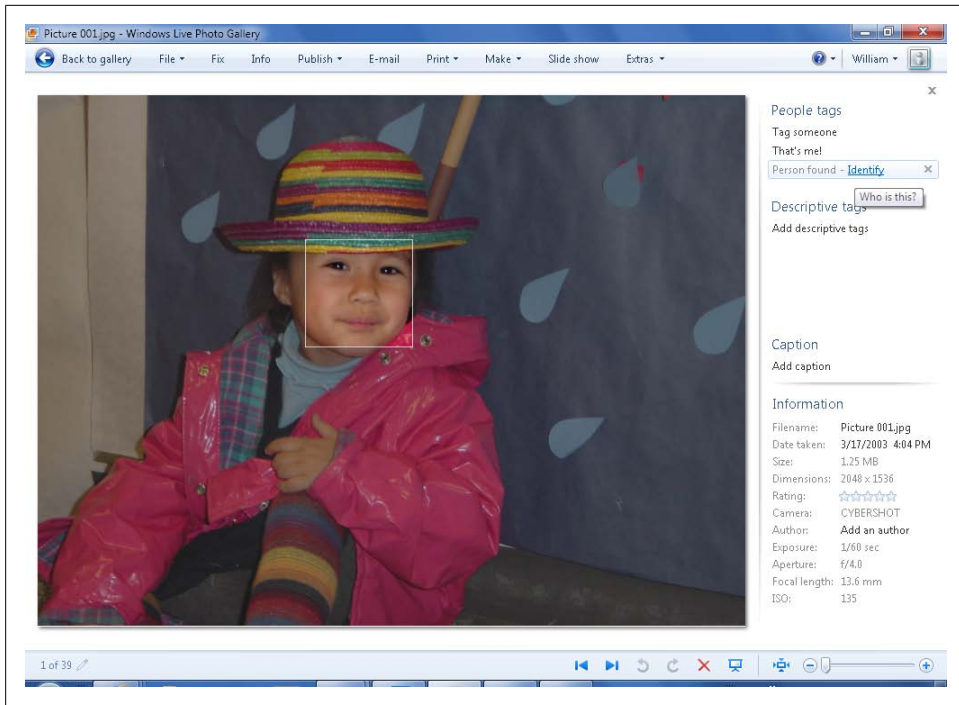 Picture 001.jpg - Windows Live Photo Gallery
Back to gallery File Fix Info Publish E-mail Print Make Slide show Extras William
People tags
Tag someone
That's me!
Person found - Identify
Who is this?
Descriptive tags
Add descriptive tags
Caption
Add caption
Information
Filename: Picture 001.jpg
Date taken: 3/17/2003 4:04 PM
Size: 1.25 MB
Dimensions: 2048 x 1536
Rating:
Camera: CYBERSHOT
Author: Add an author
Exposure: 1/60 sec
Aperture: f/4.0
Focal length: 13.6 mm
ISO: 135
1 of 39